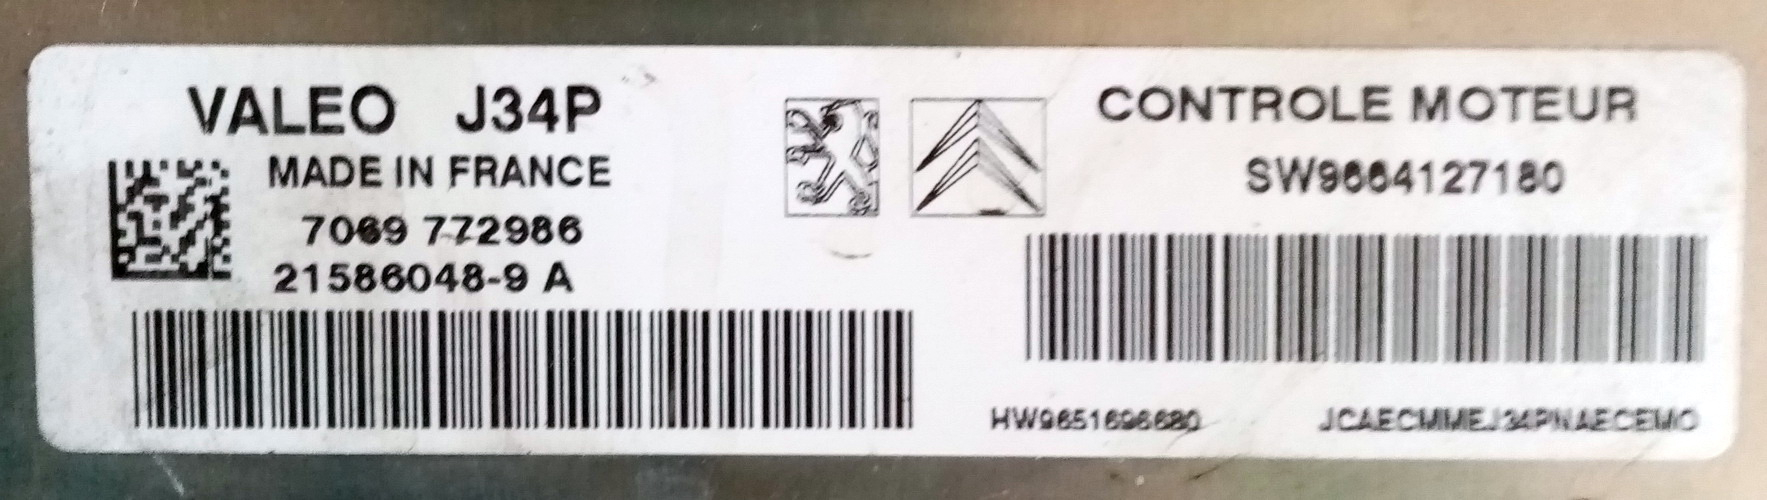 VALEO J34P
MADE IN FRANCE
7069 772986
21586048-9 A
CONTROLE MOTEUR
SW9664127180
HW9651696680
JCAECMMEJ34PNAECEMO